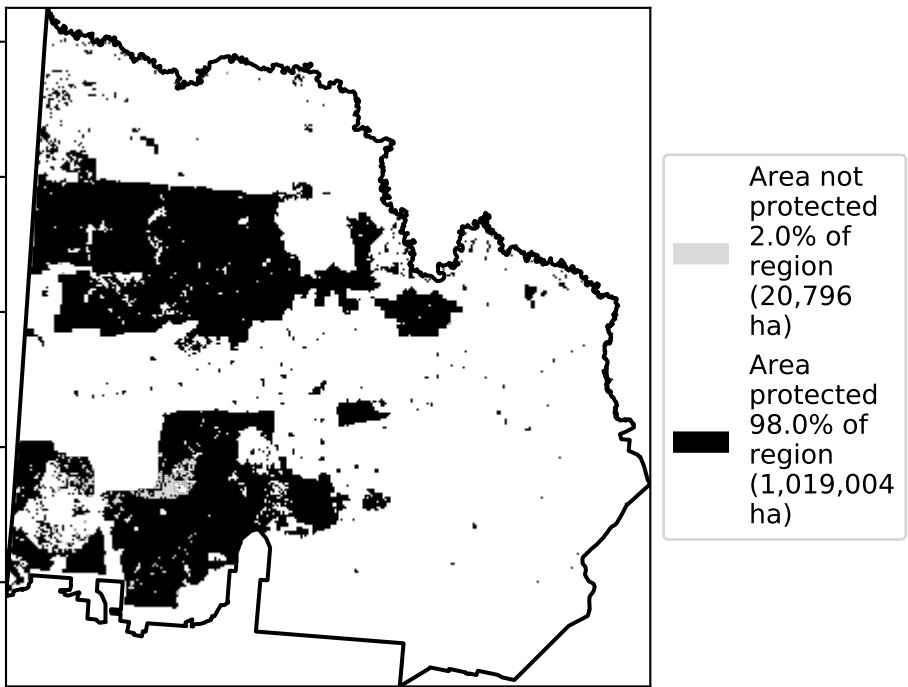 Area not
protected
2.0% of
region
(20,796
ha)
Area
protected
98.0% of
region
(1,019,004
ha)